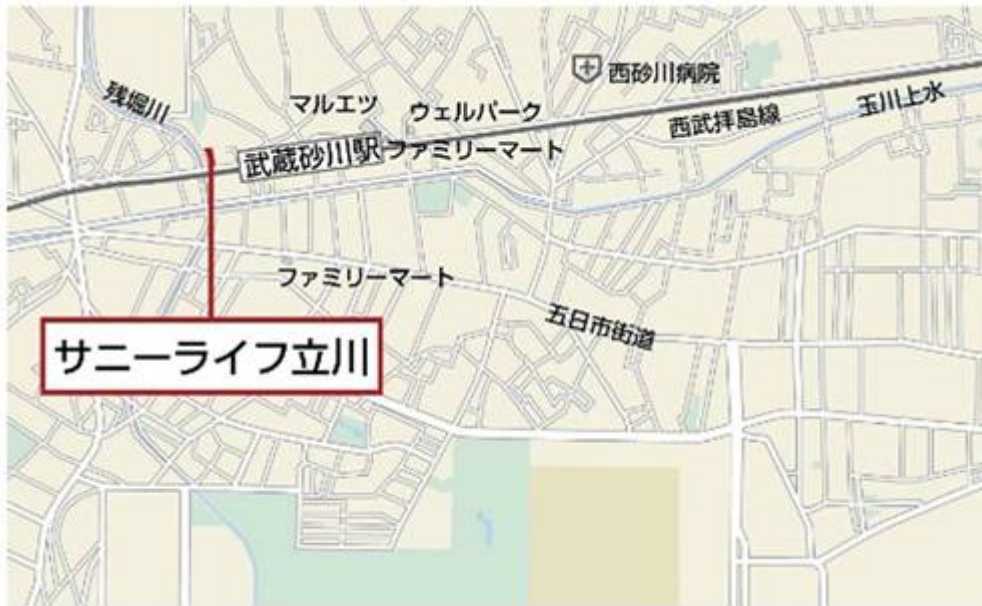 西砂川病院
残堀川
マルエツ
ウェルパーク
玉川上水
西武拝島線
武蔵砂川駅
ファミリーマート
ファミリーマート
五日市街道
サニーライフ立川